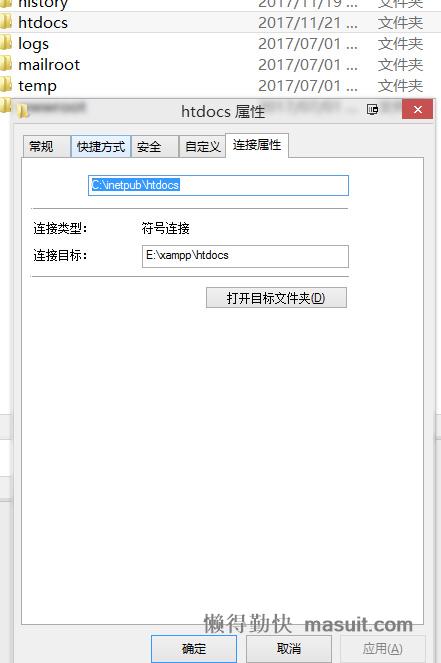 history 2017/11/19 ... 文件夹
htdocs 2017/11/21 ... 文件夹
logs 2017/07/01 ... 文件夹
mailroot 2017/07/01 ... 文件夹
temp 2017/07/01 ... 文件夹
htdocs 属性
常规 快捷方式 安全 自定义 连接属性
C:\inetpub\htdocs
连接类型： 符号连接
连接目标： E:\xampp\htdocs
打开目标文件夹(D)
懒得勤快 masuit.com
确定 取消 应用(A)